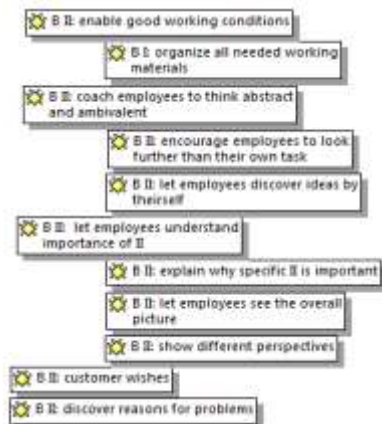 B II: enable good working conditions
B I: organize all needed working
materials
B II: coach employees to think abstract
and ambivalent
B II: encourage employees to look
further than their own task
B II: let employees discover ideas by
theirself
B II: let employees understand
importance of II
B II: explain why specific II is important
B II: let employees see the overall
picture
B II: show different perspectives
B II: customer wishes
B II: discover reasons for problems